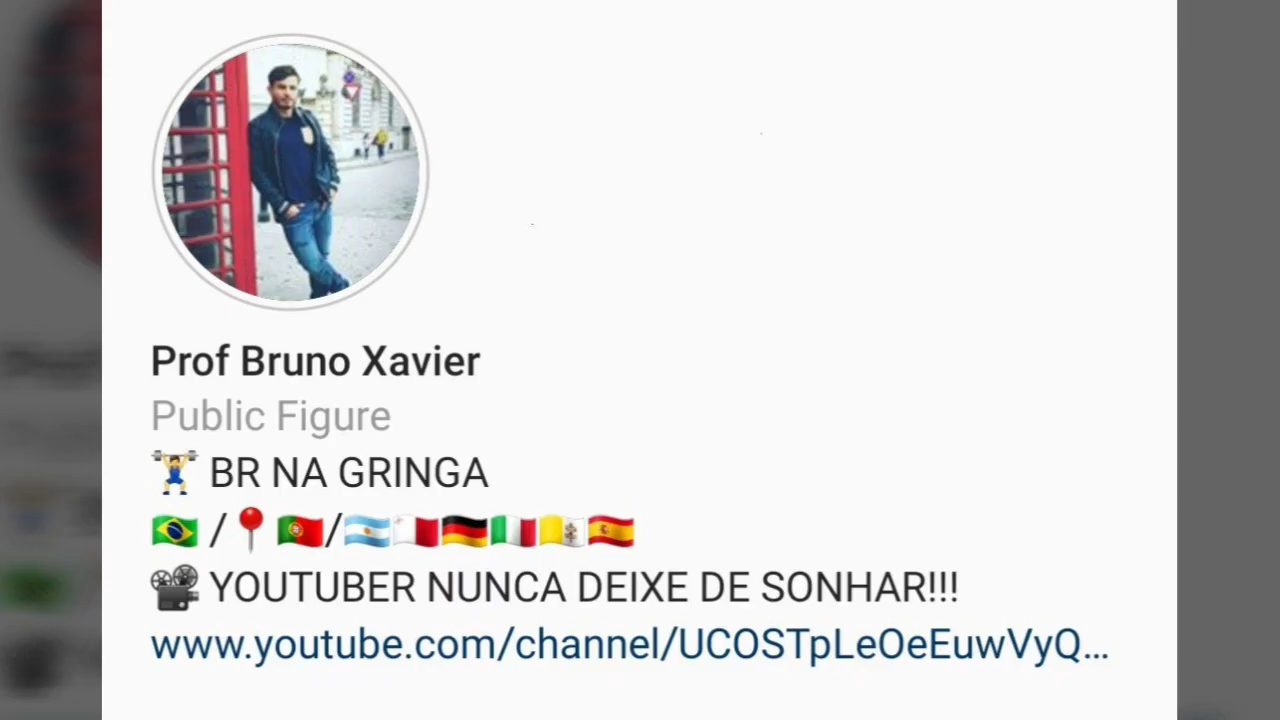 Prof Bruno Xavier
Public Figure
🏋️ BR NA GRINGA
🇧🇷 /📍🇵🇹/🇦🇷🇲🇹🇩🇪🇮🇹🇻🇦🇪🇸
🎥 YOUTUBER NUNCA DEIXE DE SONHAR!!!
www.youtube.com/channel/UCOSTpLeOeEuwVyQ...